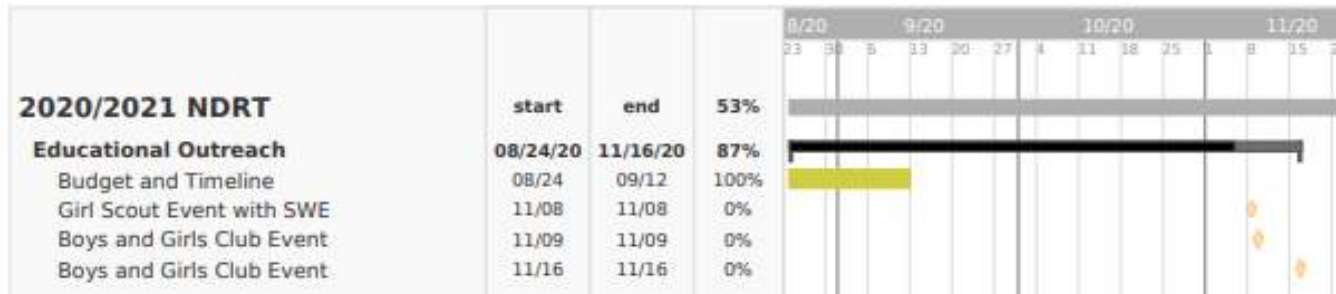 8/20 9/20 10/20 11/20
23 30 6 13 20 27 4 11 18 25 1 8 15
2020/2021 NDRT start end 53%
Educational Outreach 08/24/20 11/16/20 87%
Budget and Timeline 08/24 09/12 100%
Girl Scout Event with SWE 11/08 11/08 0%
Boys and Girls Club Event 11/09 11/09 0%
Boys and Girls Club Event 11/16 11/16 0%